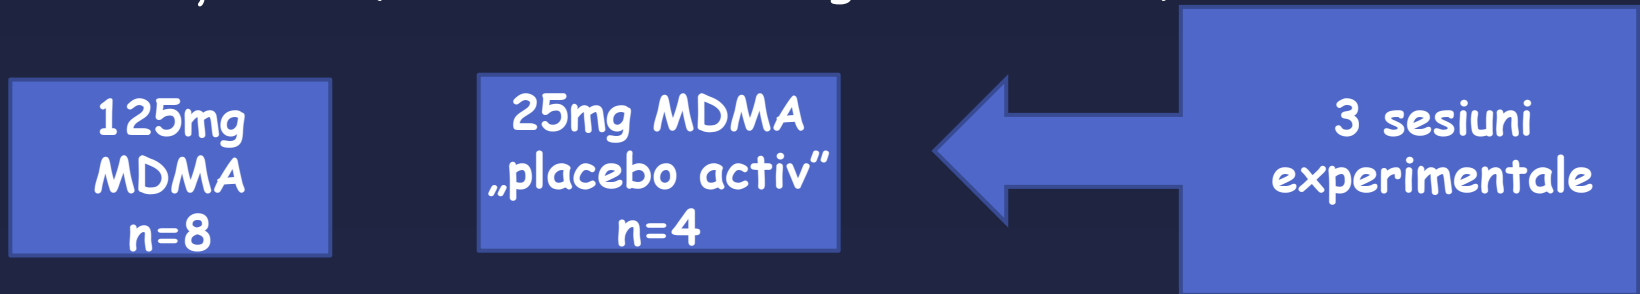 125mg
MDMA
n=8
25mg MDMA
„placebo activ”
n=4
3 sesiuni
experimentale